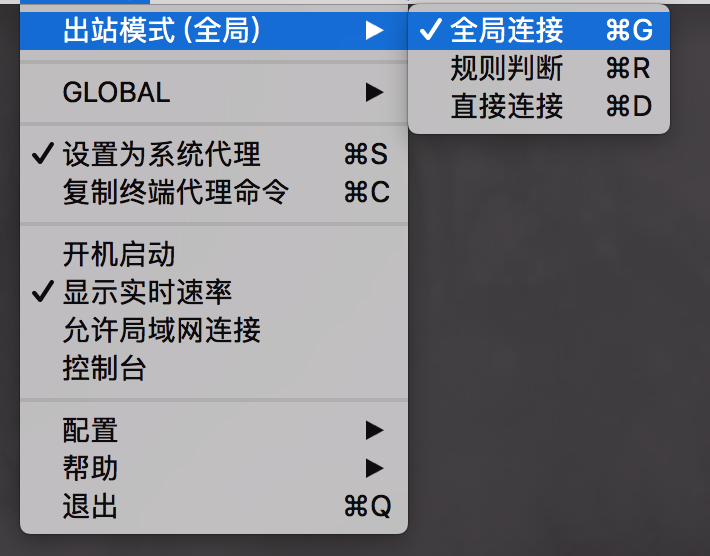 出站模式 (全局)
全局连接 ⌘G
规则判断 ⌘R
直接连接 ⌘D
GLOBAL
设置为系统代理 ⌘S
复制终端代理命令 ⌘C
开机启动
显示实时速率
允许局域网连接
控制台
配置
帮助
退出 ⌘Q